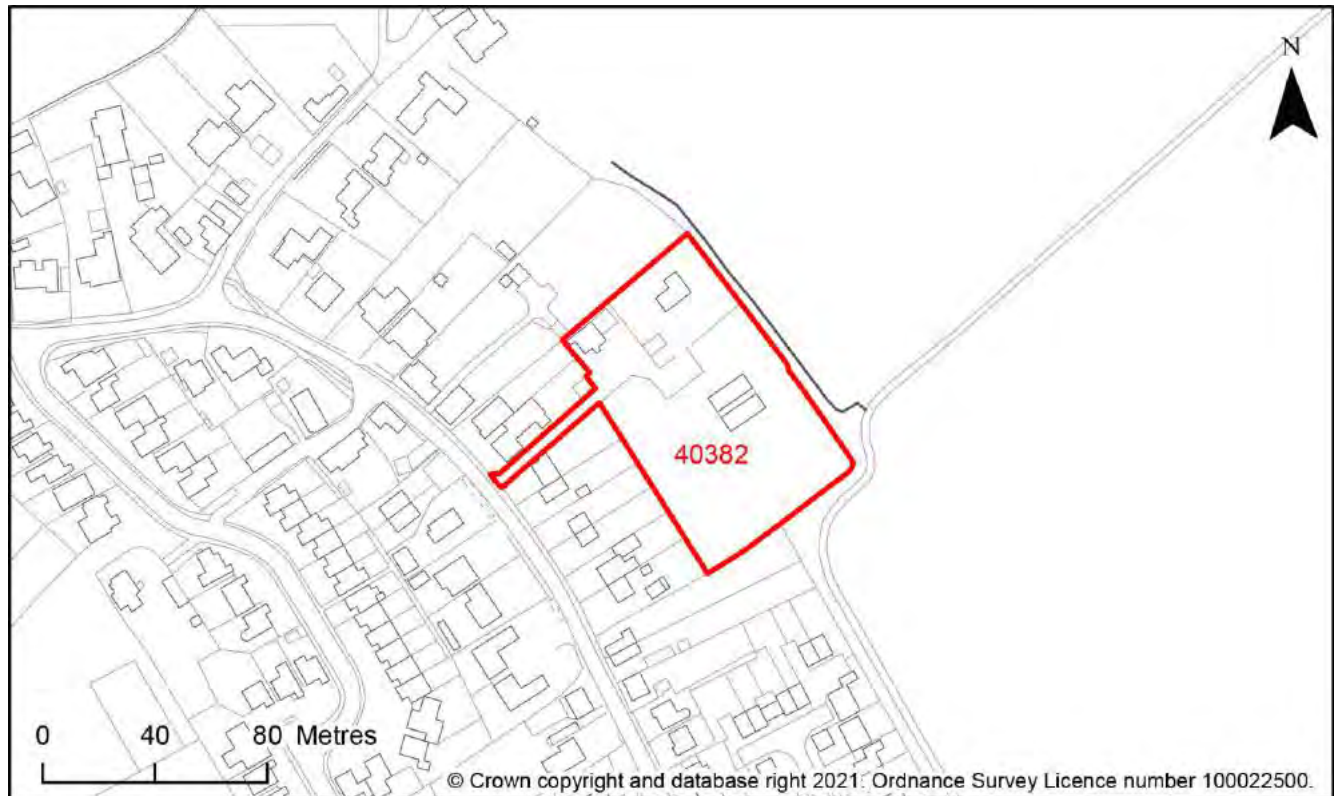 N
40382
0 40 80 Metres
© Crown copyright and database right 2021. Ordnance Survey Licence number 100022500.